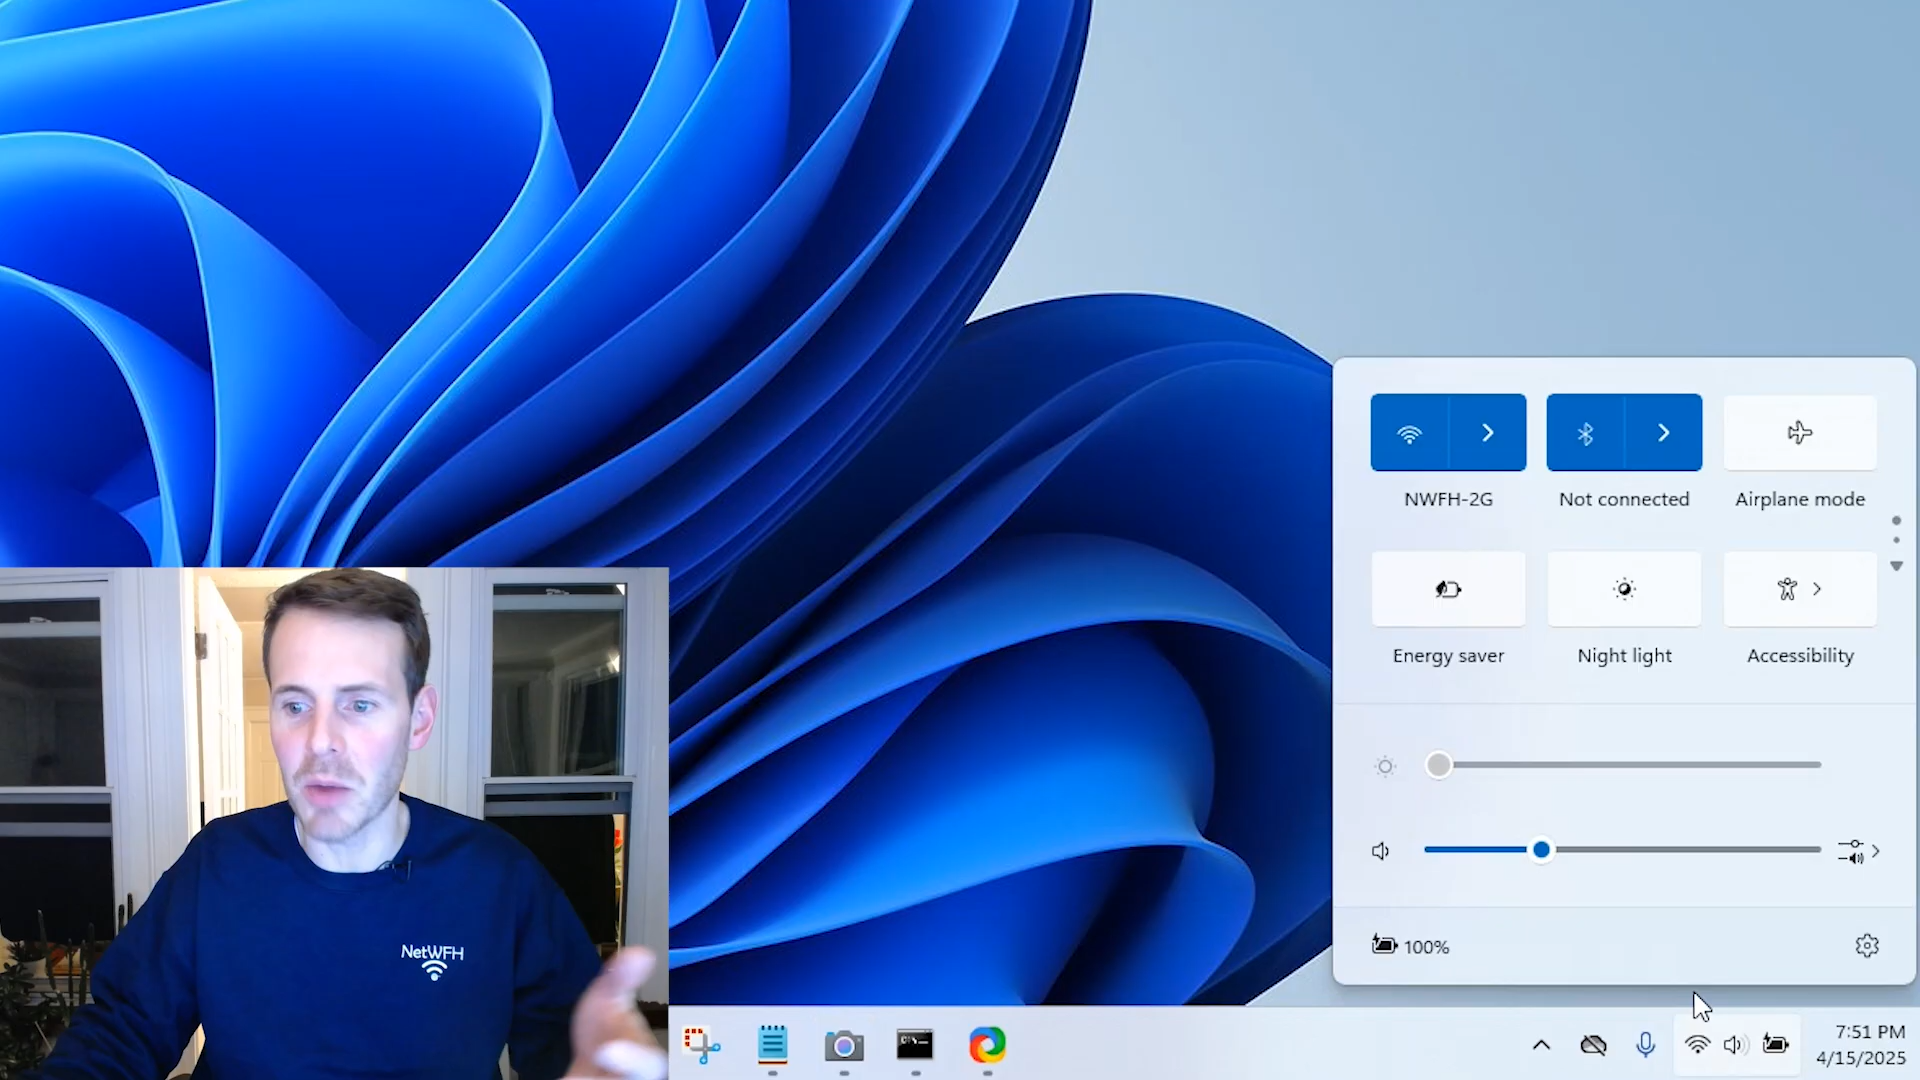 NWFH-2G
Not connected
Airplane mode
Energy saver
Night light
Accessibility
100%
NetWFH
7:51 PM
4/15/2025